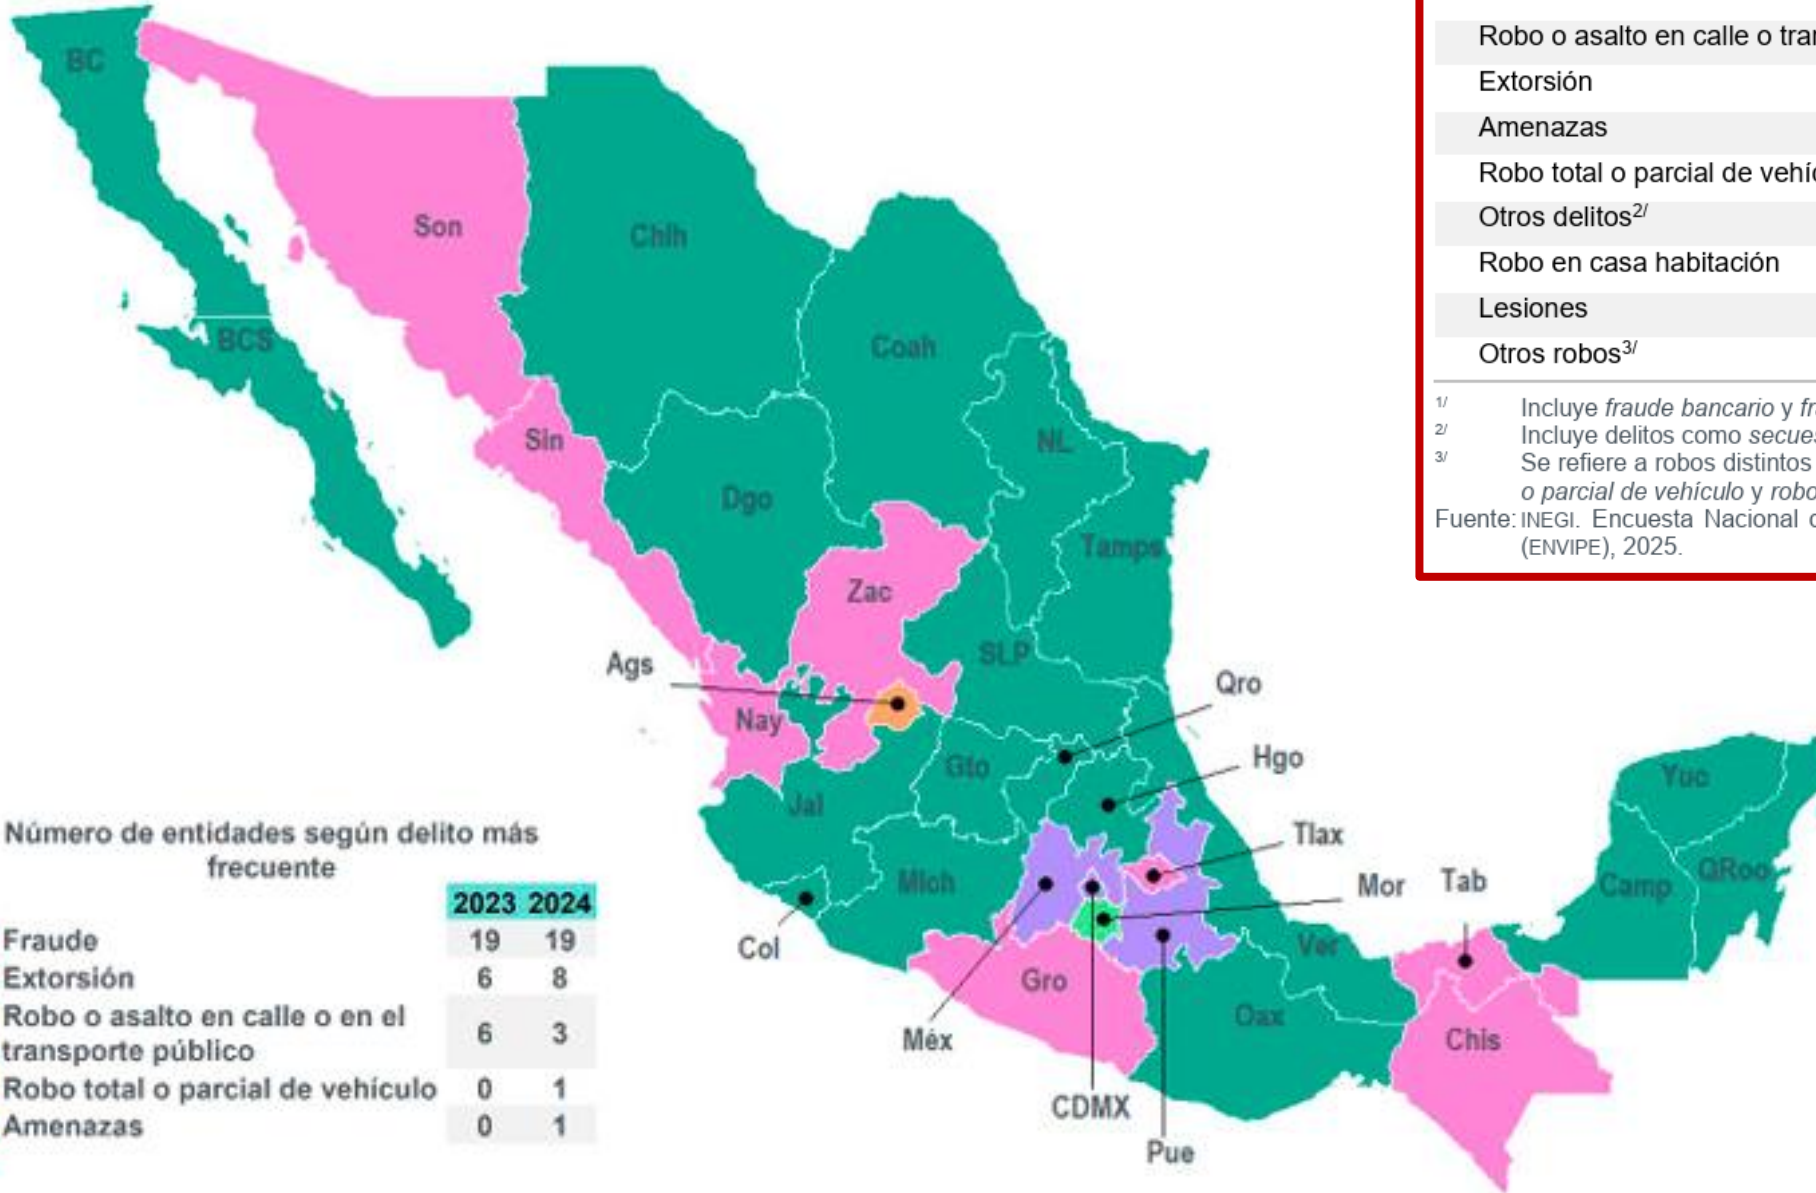 BC
Son
Chih
BCS
Coah
Sin
NL
Dgo
Tamps
Zac
SLP
Ags
Nay
Qro
Gto
Hgo
Jal
Tlax
Mich
Mor
Tab
Yuc
Camp
QRoo
Col
Ver
Gro
Oax
Méx
Chis
CDMX
Pue
Número de entidades según delito más
frecuente
2023 2024
Fraude 19 19
Extorsión 6 8
Robo o asalto en calle o en el
transporte público 6 3
Robo total o parcial de vehículo 0 1
Amenazas 0 1
Robo o asalto en calle o
Extorsión
Amenazas
Robo total o parcial de
Otros delitos2/
Robo en casa habitación
Lesiones
Otros robos3/
1/ Incluye fraude bancario y
2/ Incluye delitos como
3/ Se refiere a robos distintos
o parcial de vehículo y
Fuente: INEGI. Encuesta Nacional
(ENVIPE), 2025.